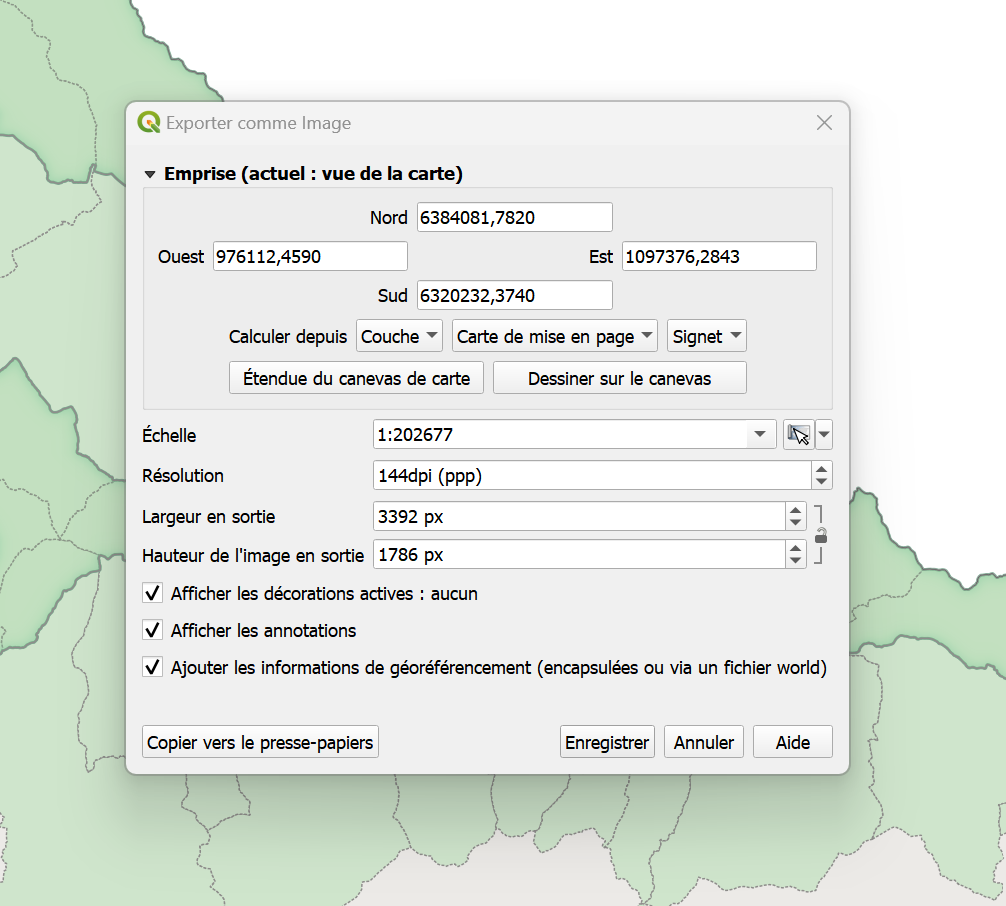 Exporter comme Image
Emprise (actuel : vue de la carte)
Nord 6384081,7820
Ouest 976112,4590 Est 1097376,2843
Sud 6320232,3740
Calculer depuis Couche Carte de mise en page Signet
Étendue du canevas de carte Dessiner sur le canevas
Échelle 1:202677
Résolution 144dpi (ppp)
Largeur en sortie 3392 px
Hauteur de l'image en sortie 1786 px
Afficher les décorations actives : aucun
Afficher les annotations
Ajouter les informations de géoréférencement (encapsulées ou via un fichier world)
Copier vers le presse-papiers Enregistrer Annuler Aide